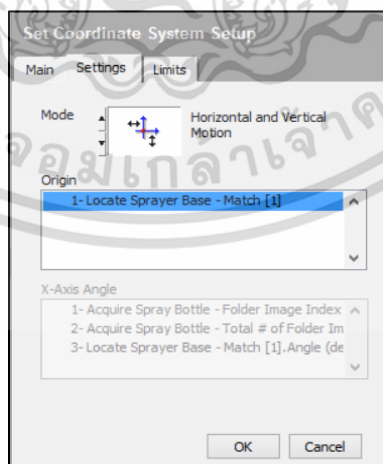 Set Coordinate System Setup
Main Settings Limits
Mode
Horizontal and Vertical
Motion
Origin
1- Locate Sprayer Base - Match [1]
X-Axis Angle
1- Acquire Spray Bottle - Folder Image Index
2- Acquire Spray Bottle - Total # of Folder Im
3- Locate Sprayer Base - Match [1].Angle (de
OK Cancel